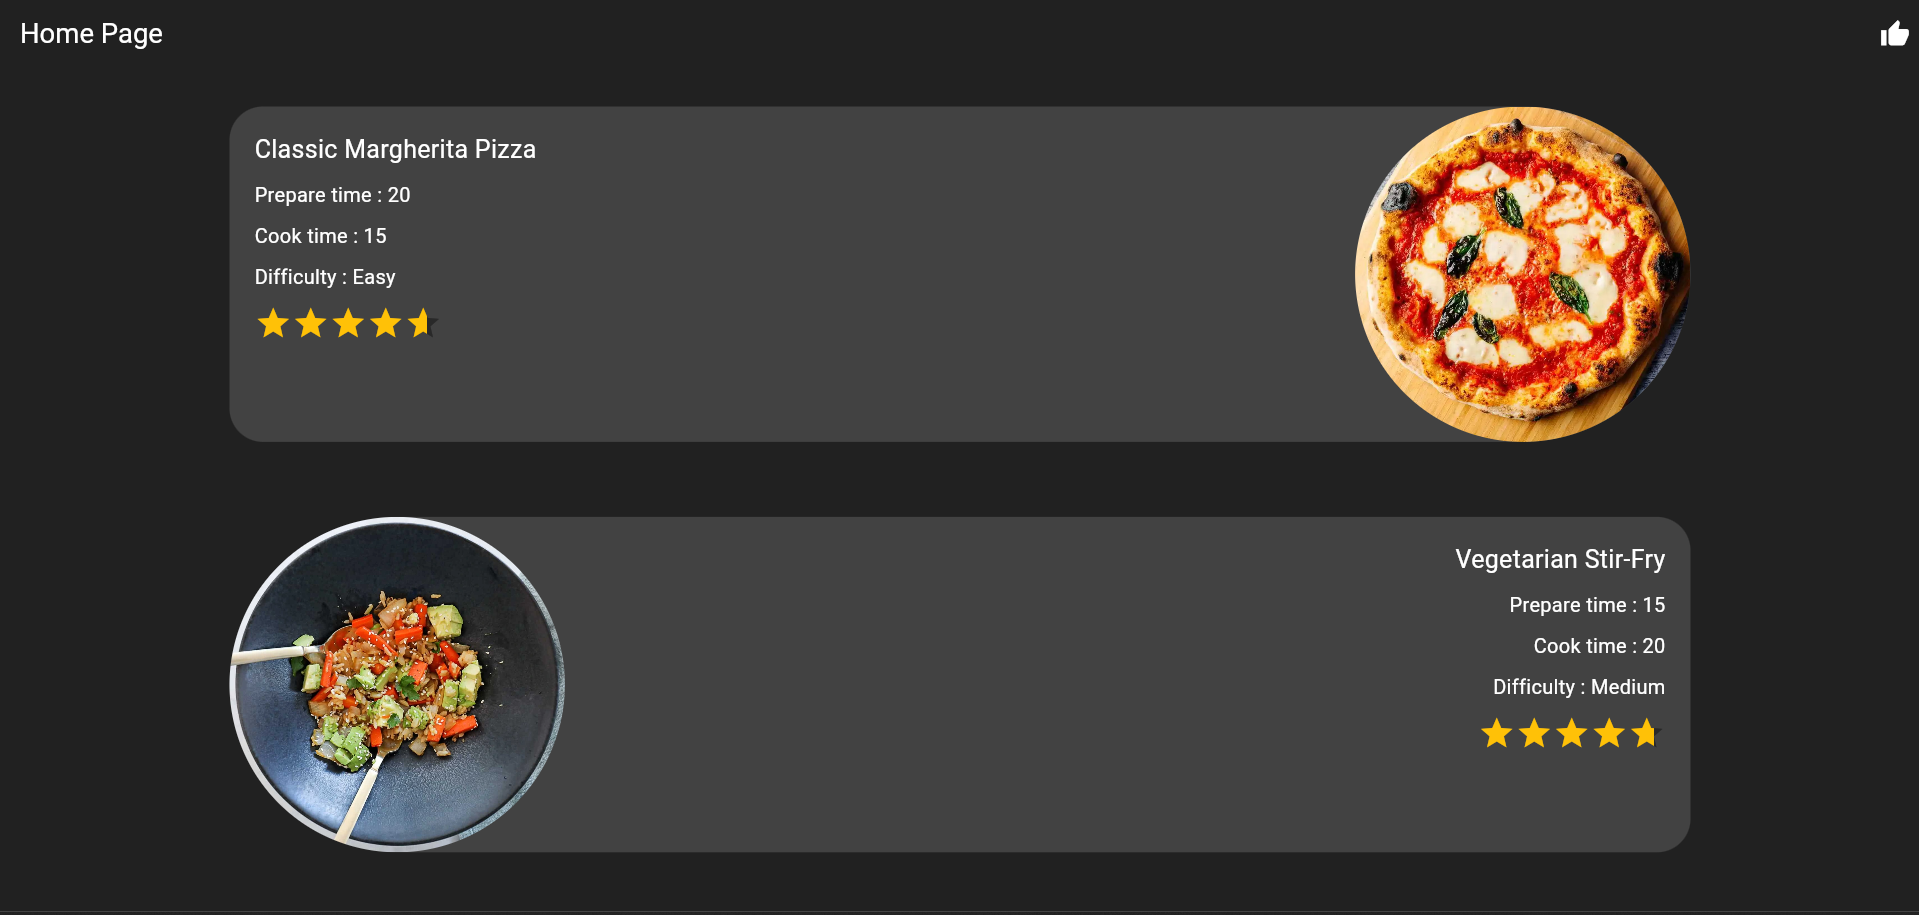 Home Page
Classic Margherita Pizza
Prepare time : 20
Cook time : 15
Difficulty : Easy
Vegetarian Stir-Fry
Prepare time : 15
Cook time : 20
Difficulty : Medium